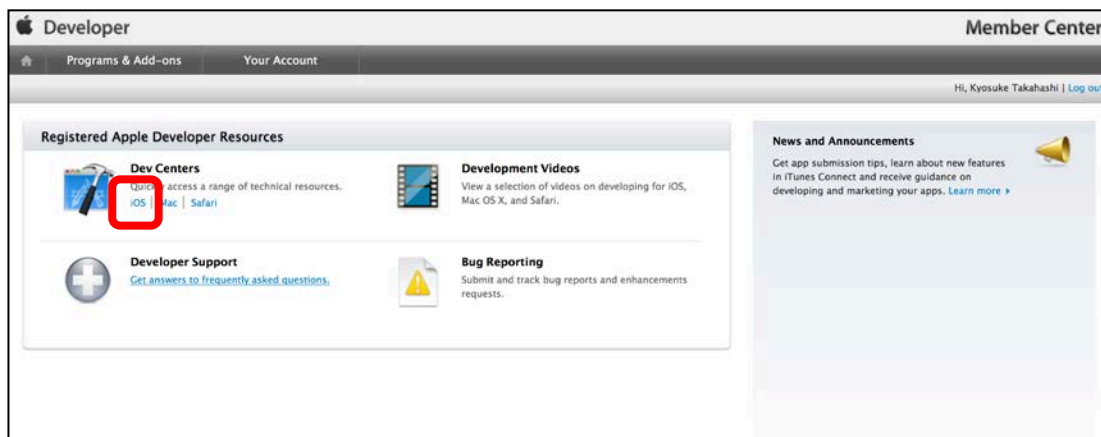 Developer
Member Center
Programs & Add-ons
Your Account
Hi, Kyosuke Takahashi | Log out
Registered Apple Developer Resources
Dev Centers
Quickly access a range of technical resources.
iOS | Mac | Safari
Development Videos
View a selection of videos on developing for iOS,
Mac OS X, and Safari.
Developer Support
Get answers to frequently asked questions.
Bug Reporting
Submit and track bug reports and enhancements
requests.
News and Announcements
Get app submission tips, learn about new features
in iTunes Connect and receive guidance on
developing and marketing your apps. Learn more